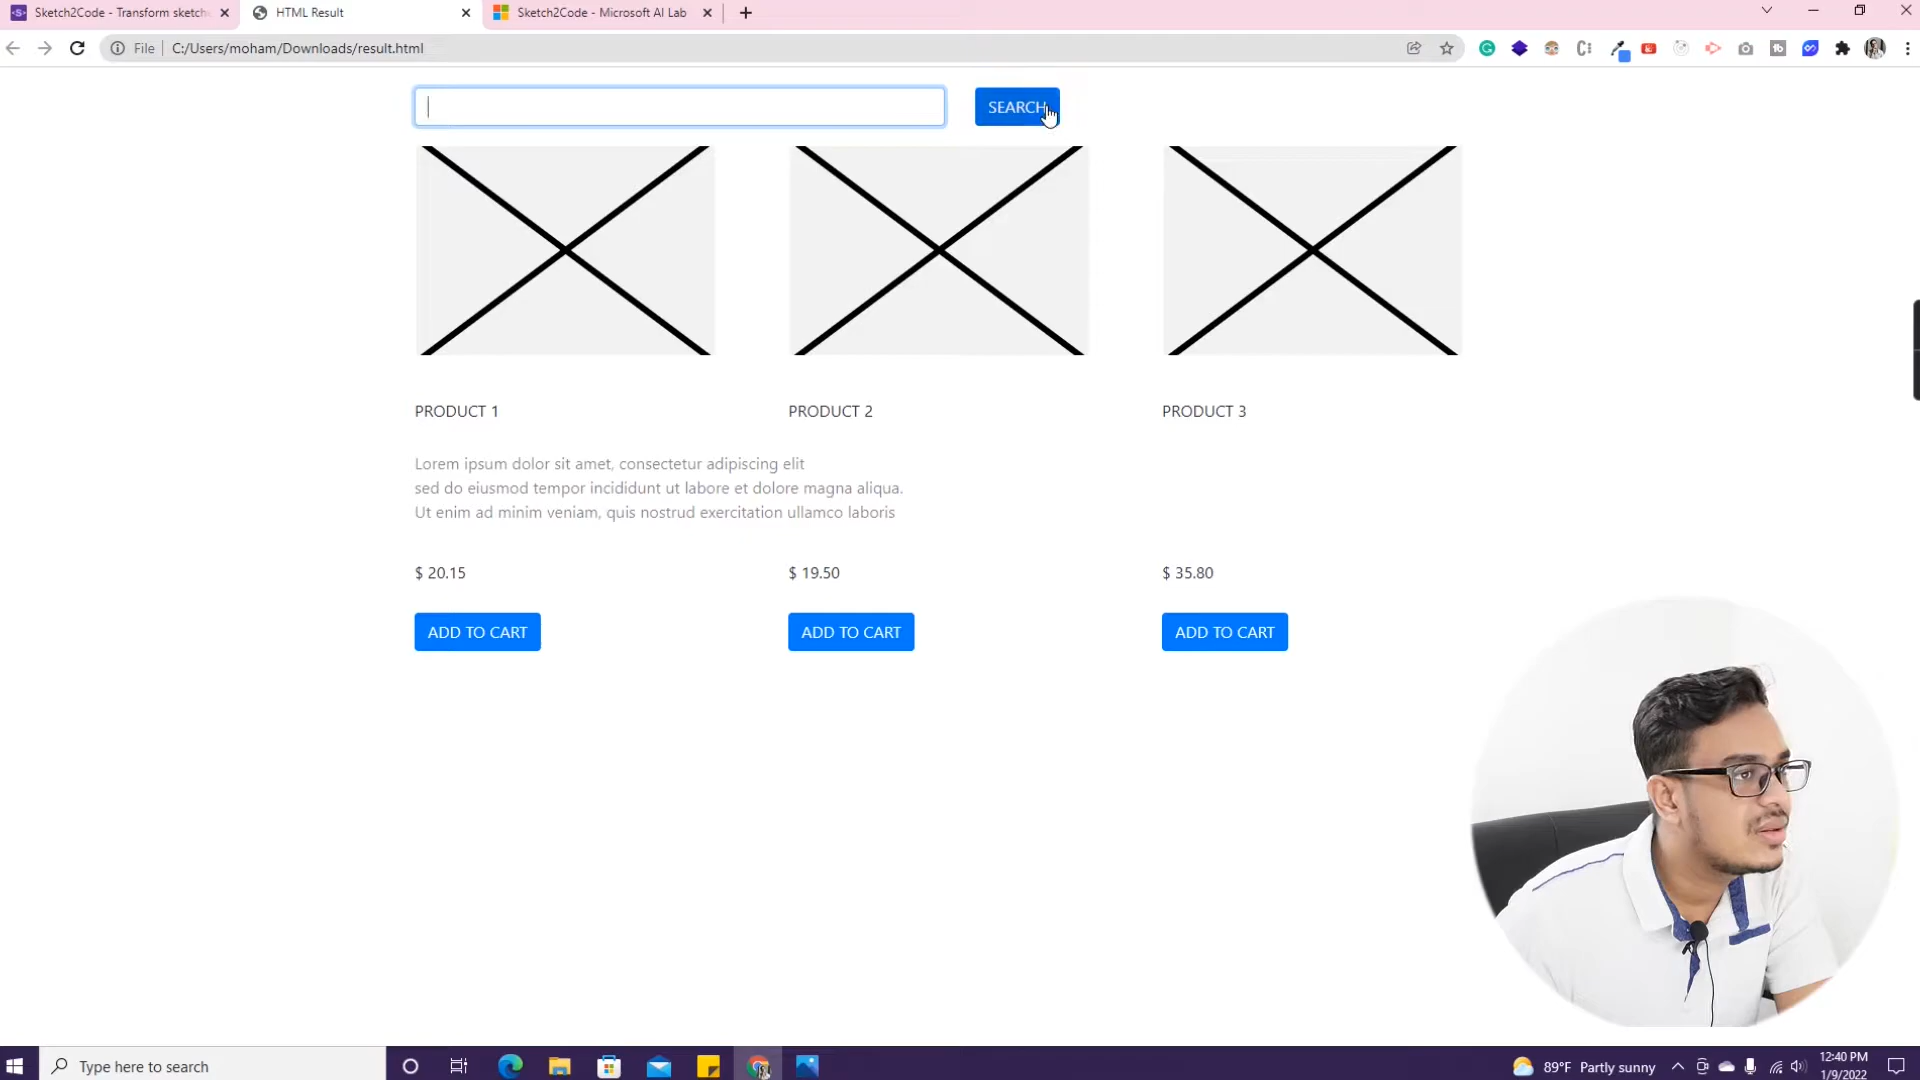 Sketch2Code - Transform sketch
HTML Result
Sketch2Code - Microsoft AI Lab
File
C:/Users/moham/Downloads/result.html
SEARCH
PRODUCT 1
PRODUCT 2
PRODUCT 3
Lorem ipsum dolor sit amet, consectetur adipiscing elit
sed do eiusmod tempor incididunt ut labore et dolore magna aliqua.
Ut enim ad minim veniam, quis nostrud exercitation ullamco laboris
$ 20.15
$ 19.50
$ 35.80
ADD TO CART
ADD TO CART
ADD TO CART
Type here to search
89°F Partly sunny
12:40 PM
1/9/2022